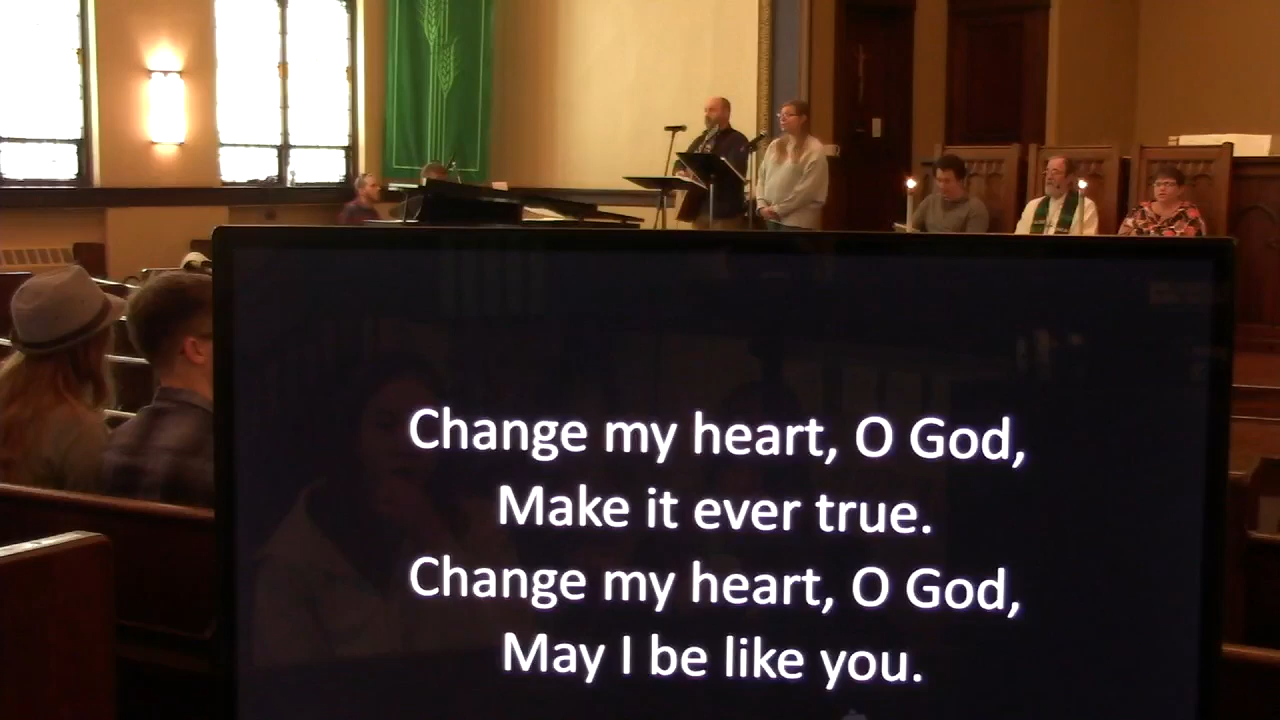 Change my heart, O God,
Make it ever true.
Change my heart, O God,
May I be like you.